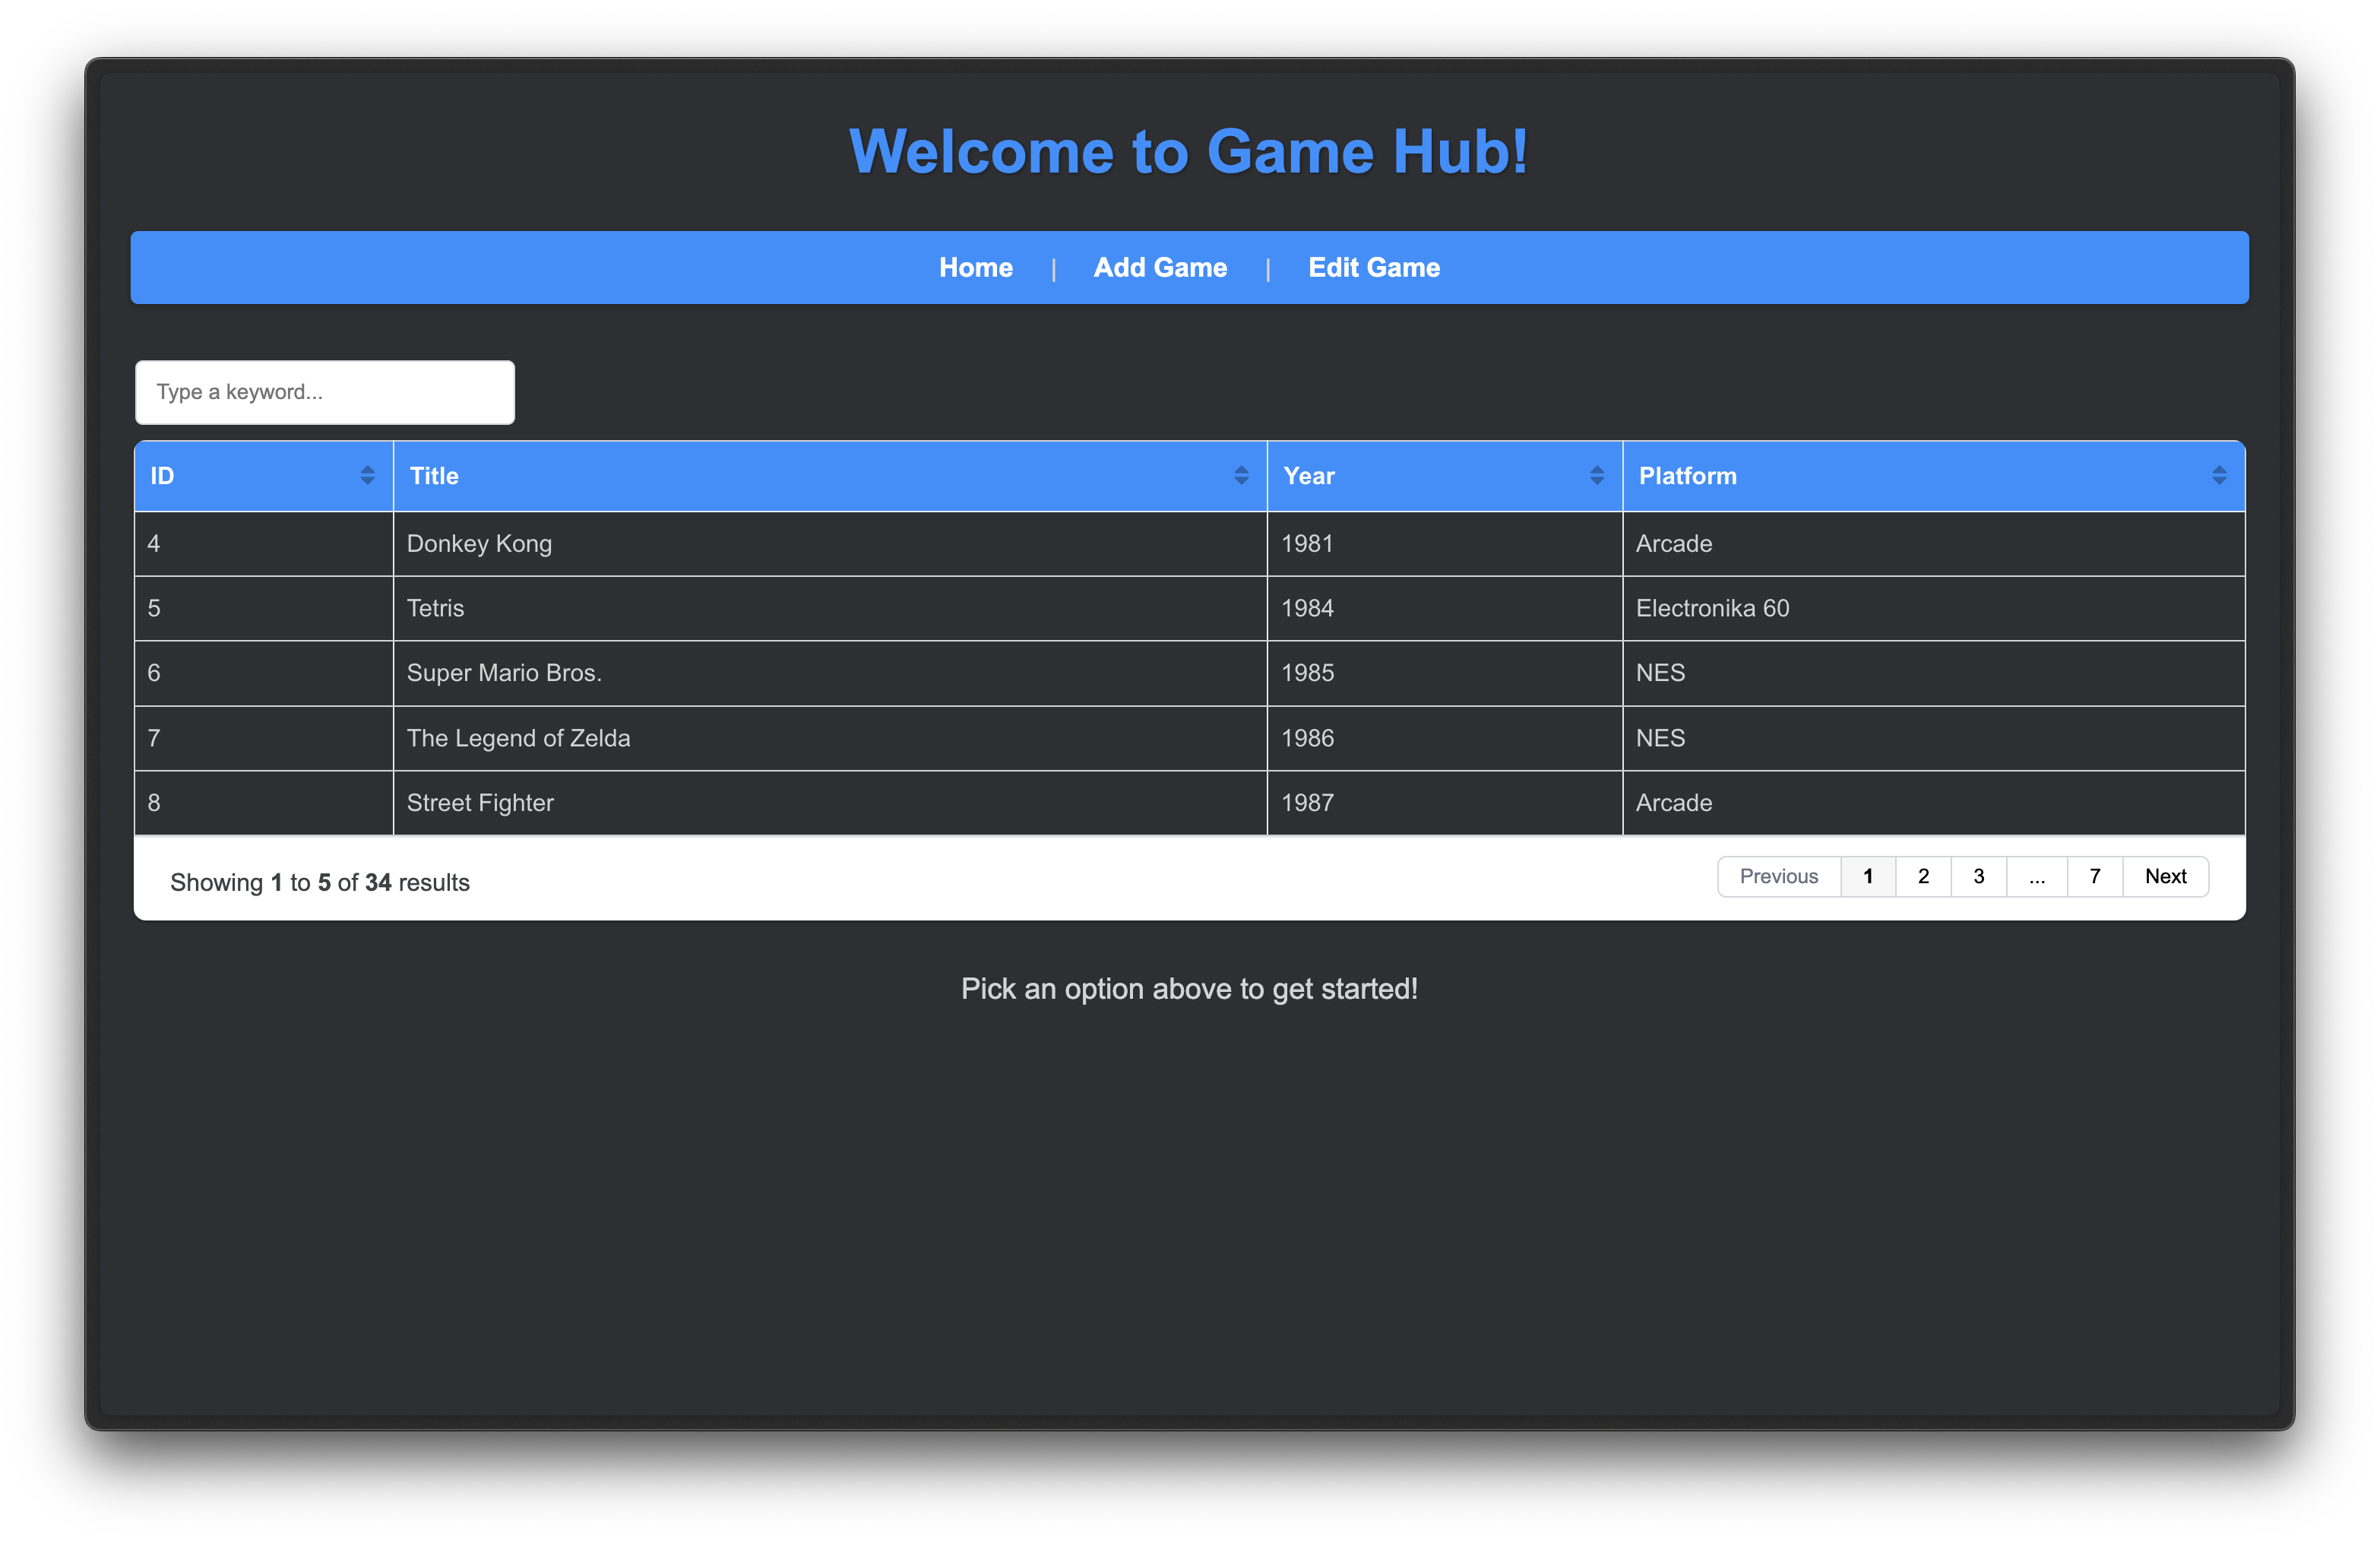 Welcome to Game Hub!
Home | Add Game | Edit Game
Type a keyword...
ID Title Year Platform
4 Donkey Kong 1981 Arcade
5 Tetris 1984 Electronika 60
6 Super Mario Bros. 1985 NES
7 The Legend of Zelda 1986 NES
8 Street Fighter 1987 Arcade
Showing 1 to 5 of 34 results Previous 1 2 3 ... 7 Next
Pick an option above to get started!